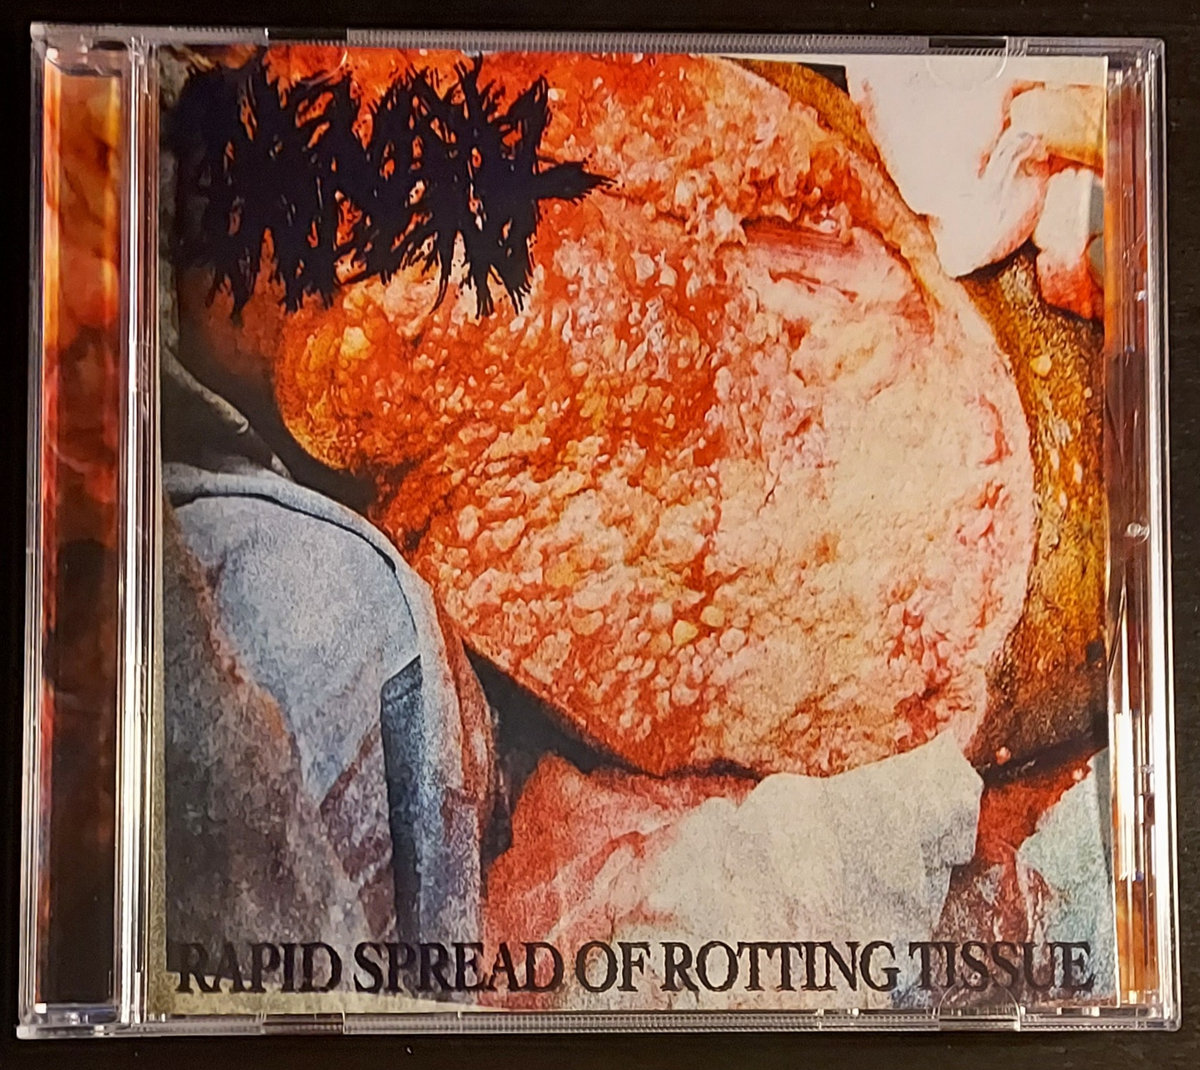 RAPID SPREAD OF ROTTING TISSUE